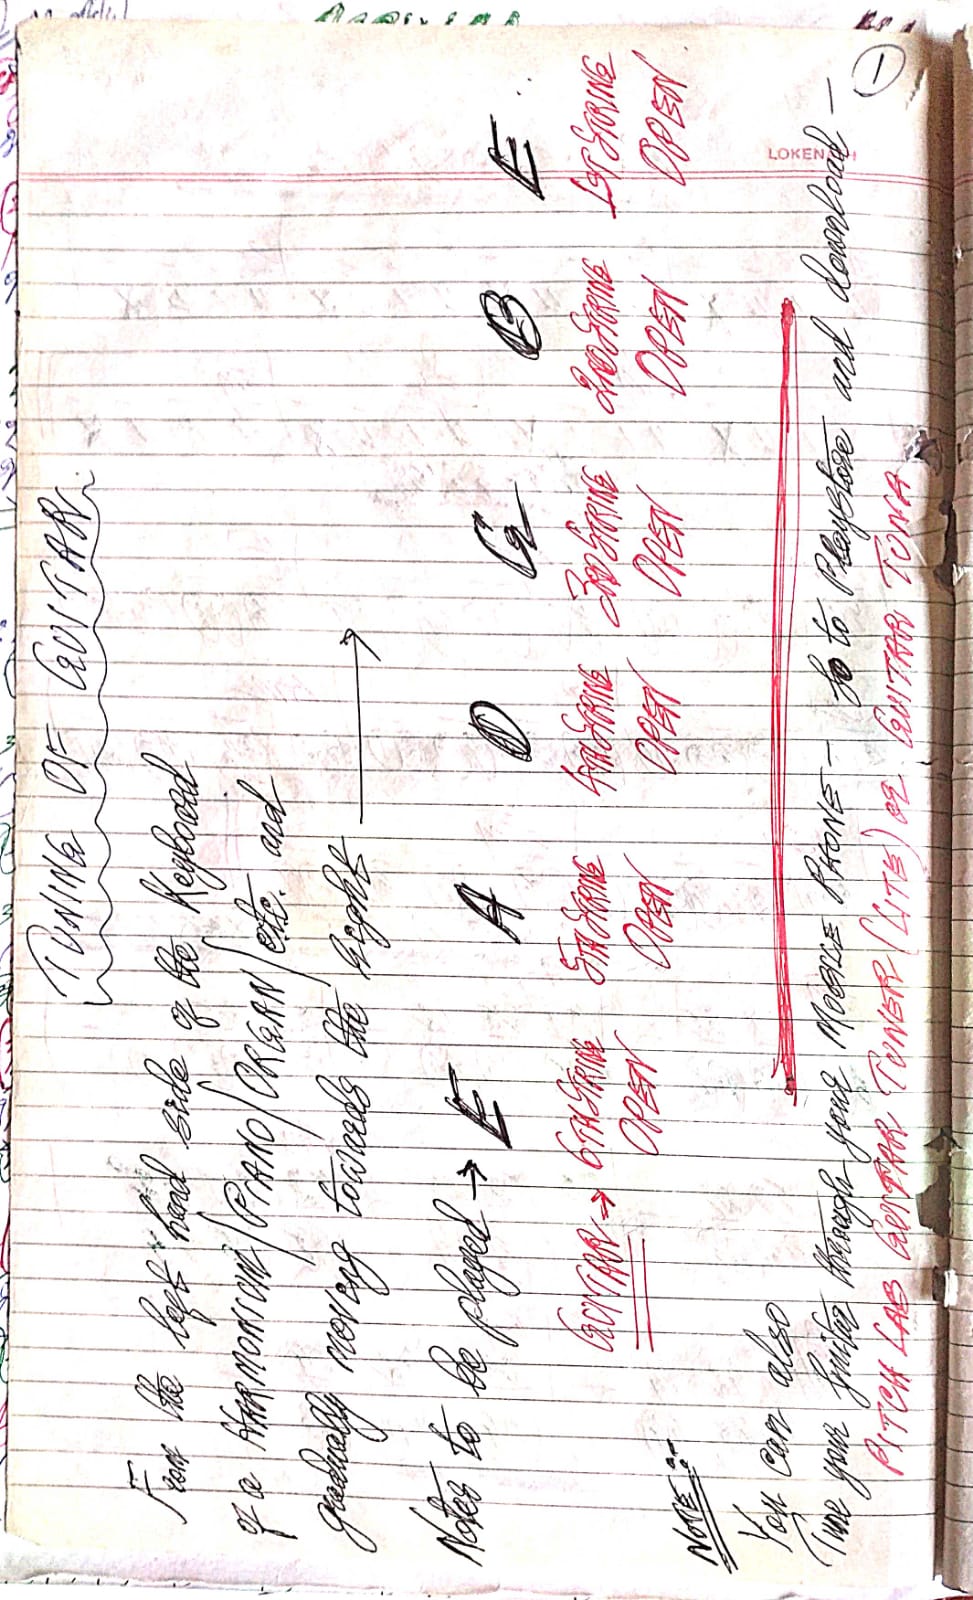 TUNING OF GUITAR
From the left hand side of the Keyboard
of a HARMONIUM/PIANO/ORGAN/etc. and
gradually moving towards the right →
Notes to be played → E A D G B E
GUITAR → 6TH STRING 5TH STRING 4TH STRING 3RD STRING 2ND STRING 1ST STRING
OPEN OPEN OPEN OPEN OPEN OPEN
NOTE:-
You can also
Tune your Guitar through your MOBILE PHONE - Go to Playstore and download -
PITCH LAB GUITAR TUNER (LITE) or GUITAR TUNA
1